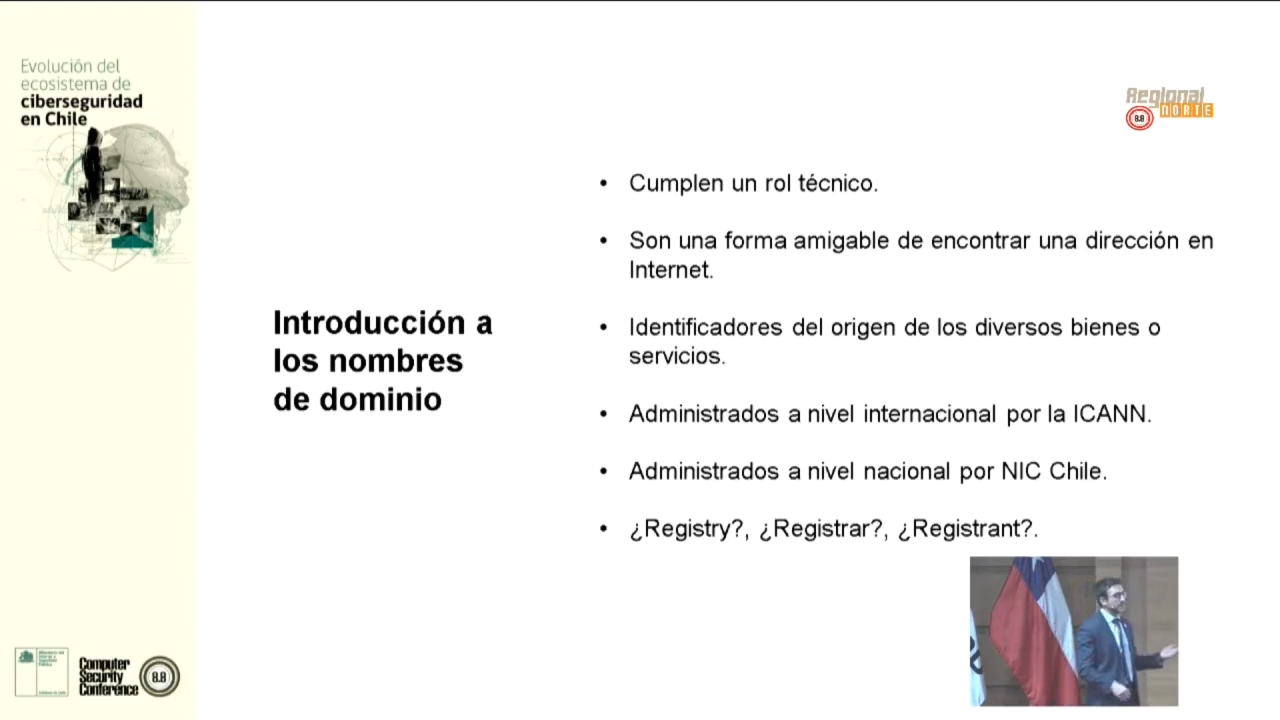 Evolución del
ecosistema de
ciberseguridad
en Chile
Regional
8.8 NORTE
Introducción a
los nombres
de dominio
• Cumplen un rol técnico.
• Son una forma amigable de encontrar una dirección en
Internet.
• Identificadores del origen de los diversos bienes o
servicios.
• Administrados a nivel internacional por la ICANN.
• Administrados a nivel nacional por NIC Chile.
• ¿Registry?, ¿Registrar?, ¿Registrant?.
Computer
Security
Conference
8.8